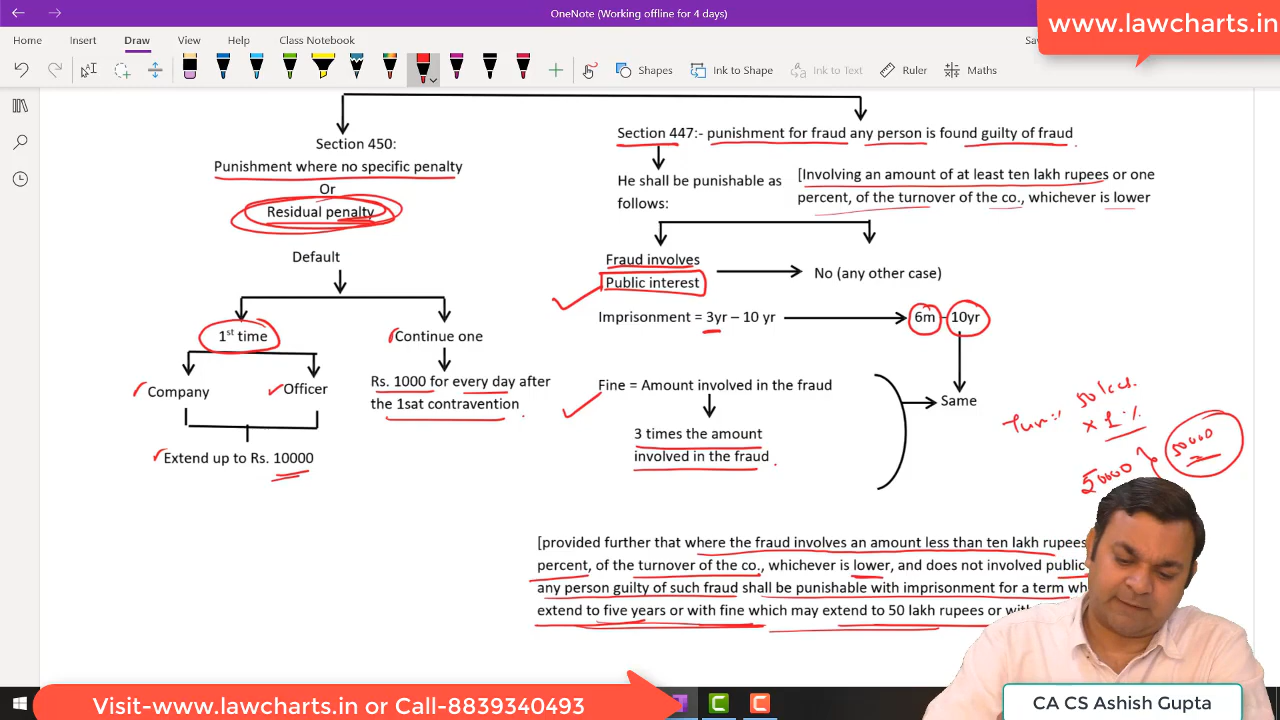 OneNote (Working offline for 4 days)
www.lawcharts.in
Home Insert Draw View Help Class Notebook
Ink to Shape
Shapes
Ink to Text
Ruler
Maths
Section 450:
Punishment where no specific penalty
Or
Residual penalty
Default
1st time
Continue one
Company
Officer
Rs. 1000 for every day after
the 1sat contravention
Extend up to Rs. 10000
Section 447:- punishment for fraud any person is found guilty of fraud
He shall be punishable as
follows:
[Involving an amount of at least ten lakh rupees or one
percent, of the turnover of the co., whichever is lower
Fraud involves
Public interest
No (any other case)
Imprisonment = 3yr – 10 yr
6m – 10yr
Fine = Amount involved in the fraud
Same
3 times the amount
involved in the fraud
50 lacs
x 1 %
50000
50000
[provided further that where the fraud involves an amount less than ten lakh rupees
percent, of the turnover of the co., whichever is lower, and does not involved public
any person guilty of such fraud shall be punishable with imprisonment for a term
extend to five years or with fine which may extend to 50 lakh rupees or
Visit-www.lawcharts.in or Call-8839340493
CA CS Ashish Gupta